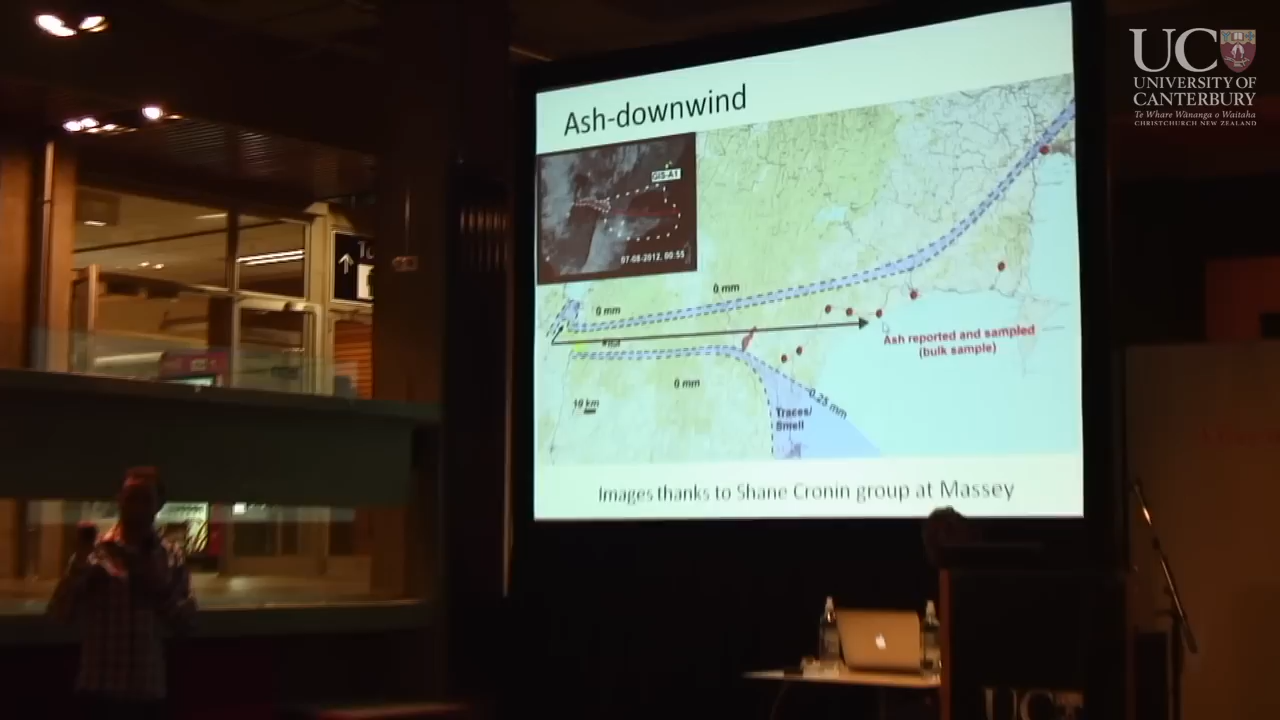 UC
UNIVERSITY OF
CANTERBURY
Te Whare Wānanga o Waitaha
CHRISTCHURCH NEW ZEALAND
Ash-downwind
GIS-A1
07-08-2012, 00:55
0 mm
0 mm
Ash reported and sampled
(bulk sample)
0 mm
0.25 mm
10 km
Traces/
Smell
Images thanks to Shane Cronin group at Massey